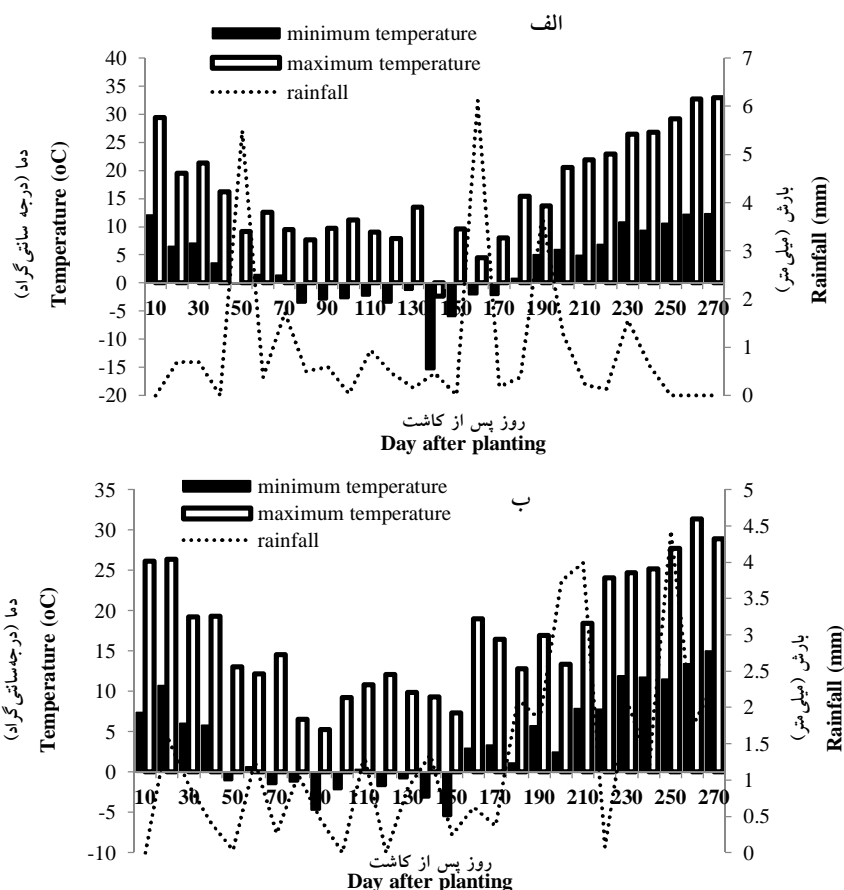 الف
minimum temperature
maximum temperature
rainfall
40
35
30
25
20
15
10
5
0
-5
-10
-15
-20
7
6
5
4
3
2
1
0
دما (درجه سانتی گراد)
Temperature (oC)
بارش (میلی متر)
Rainfall (mm)
10 30 50 70 90 110 130 150 170 190 210 230 250 270
روز پس از کاشت
Day after planting
ب
minimum temperature
maximum temperature
rainfall
35
30
25
20
15
10
5
0
-5
-10
5
4.5
4
3.5
3
2.5
2
1.5
1
0.5
0
دما (درجه سانتی گراد)
Temperature (oC)
بارش (میلی متر)
Rainfall (mm)
10 30 50 70 90 110 130 150 170 190 210 230 250 270
روز پس از کاشت
Day after planting